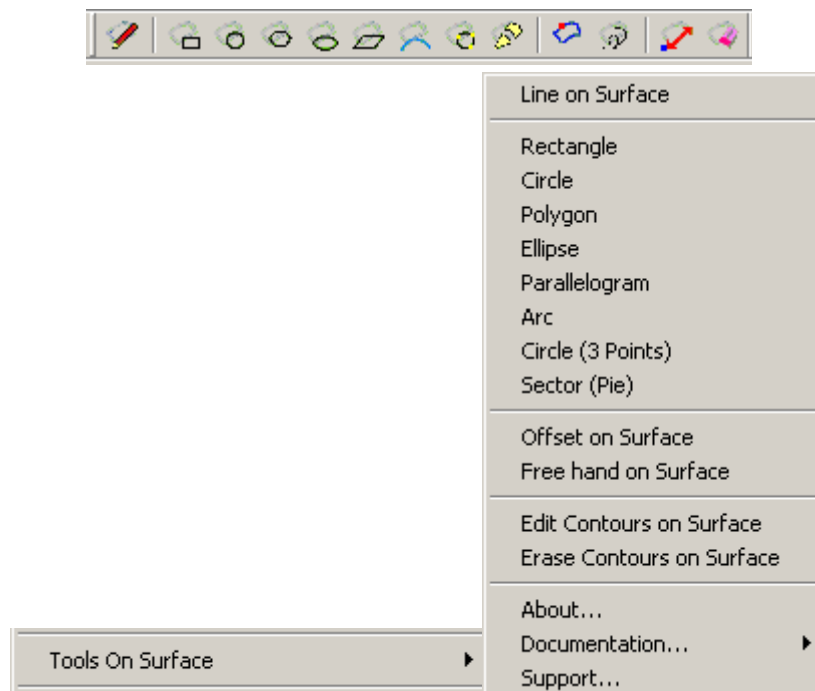 Line on Surface
Rectangle
Circle
Polygon
Ellipse
Parallelogram
Arc
Circle (3 Points)
Sector (Pie)
Offset on Surface
Free hand on Surface
Edit Contours on Surface
Erase Contours on Surface
About...
Documentation...
Tools On Surface
Support...